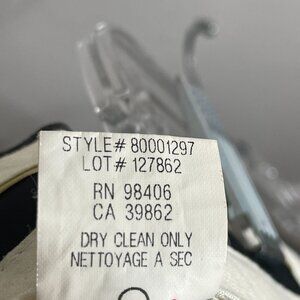 STYLE# 80001297
LOT# 127862
RN 98406
CA 39862
DRY CLEAN ONLY
NETTOYAGE A SEC